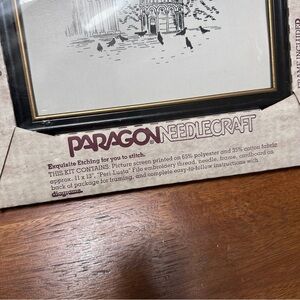 PARAGON NEEDLECRAFT
Exquisite Etching for you to stitch.
THIS KIT CONTAINS: Picture screen printed on 65% polyester and 35% cotton fabric
approx. 11 x 13", "Peri-Lusta" Filo embroidery thread, needle, frame, cardboard on
back of package for framing, and complete easy-to-follow instructions with
diagrams.
INCLUDED